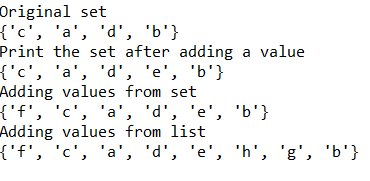 Original set
{'c', 'a', 'd', 'b'}
Print the set after adding a value
{'c', 'a', 'd', 'e', 'b'}
Adding values from set
{'f', 'c', 'a', 'd', 'e', 'b'}
Adding values from list
{'f', 'c', 'a', 'd', 'e', 'h', 'g', 'b'}